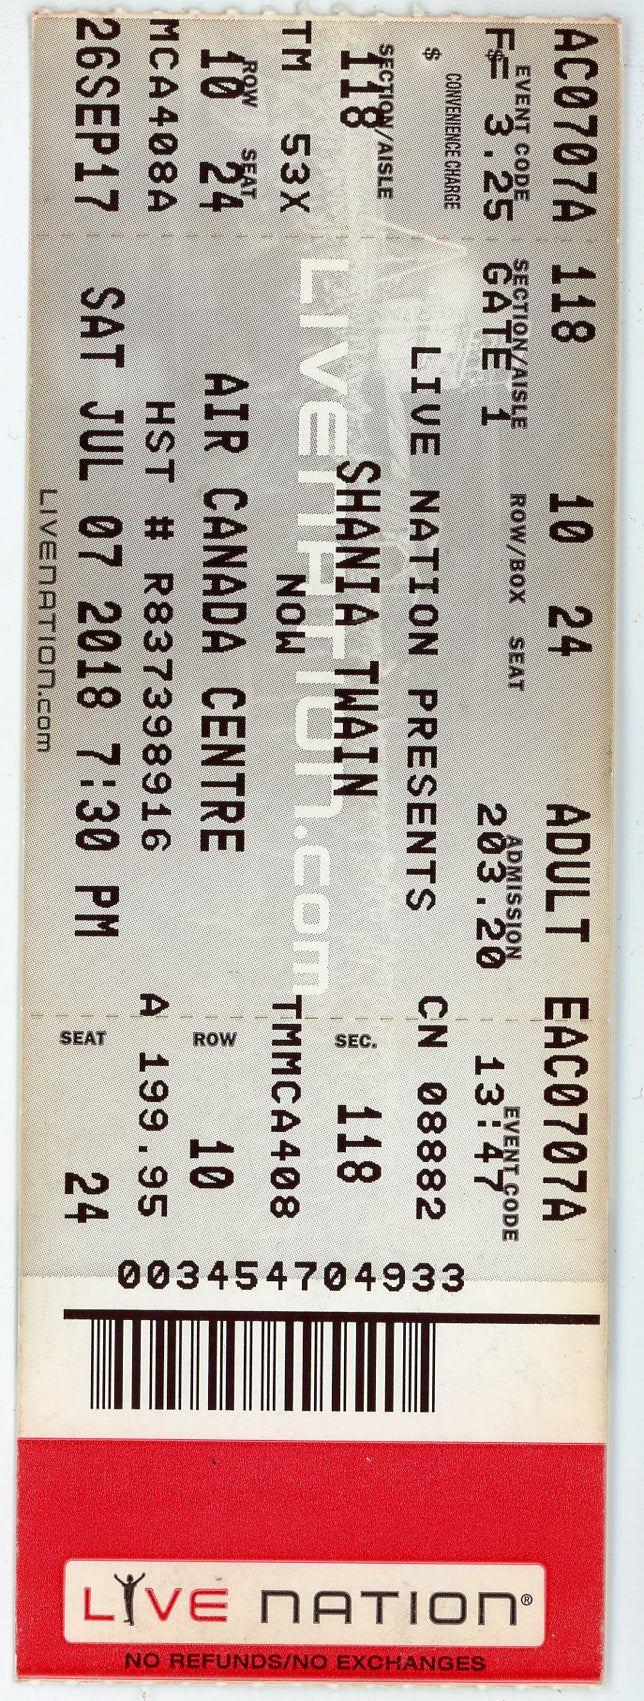 AC0707A 118 10 24 ADULT EAC0707A
EVENT CODE SECTION/AISLE ROW/BOX SEAT ADMISSION EVENT CODE
$
F= 3.25 GATE 1 203.20 13:47
CONVENIENCE CHARGE
$ LIVE NATION PRESENTS CN 08882
SECTION/AISLE
118 SHANIA TWAIN SEC. 118
LIVENATION.com
TM 53X NOW TMMCA408
ROW SEAT
10 24 AIR CANADA CENTRE ROW 10
MCA408A HST # R837398916 A 199.95
26SEP17 SAT JUL 07 2018 7:30 PM SEAT 24
LIVENATION.com
003454704933
LIVE NATION®
NO REFUNDS/NO EXCHANGES